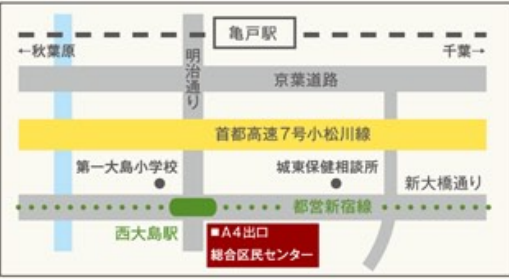 亀戸駅
←秋葉原
千葉→
明治通り
京葉道路
首都高速7号小松川線
第一大島小学校
城東保健相談所
新大橋通り
都営新宿線
西大島駅
■A4出口
総合区民センター